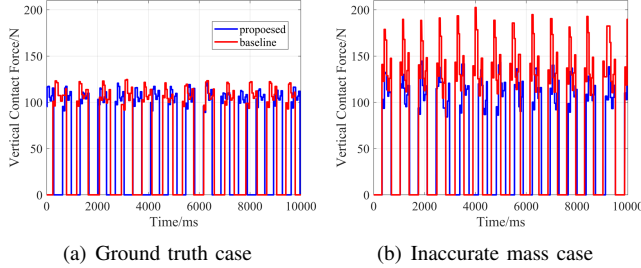 200
150
100
50
0
Vertical Contact Force/N
propoesed
baseline
0 2000 4000 6000 8000 10000
Time/ms
(a) Ground truth case
200
150
100
50
0
Vertical Contact Force/N
0 2000 4000 6000 8000 10000
Time/ms
(b) Inaccurate mass case